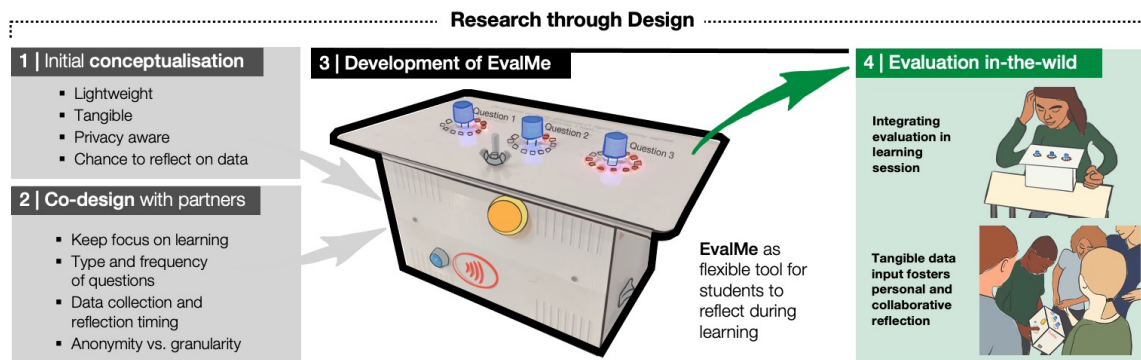 Research through Design
1 | Initial conceptualisation
▪ Lightweight
▪ Tangible
▪ Privacy aware
▪ Chance to reflect on data
2 | Co-design with partners
▪ Keep focus on learning
▪ Type and frequency
of questions
▪ Data collection and
reflection timing
▪ Anonymity vs. granularity
3 | Development of EvalMe
Question 1
Question 2
Question 3
EvalMe as
flexible tool for
students to
reflect during
learning
4 | Evaluation in-the-wild
Integrating
evaluation in
learning
session
Tangible data
input fosters
personal and
collaborative
reflection